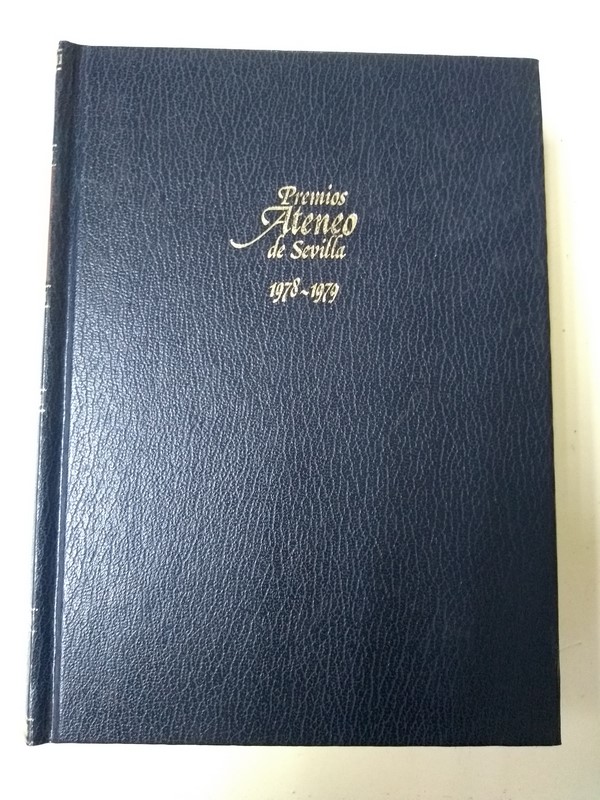 Premios
Ateneo
de Sevilla
1978~1979